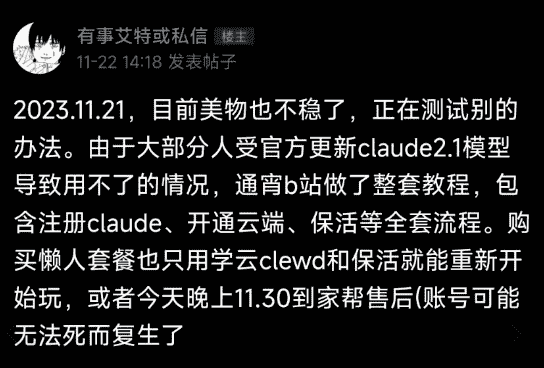 有事艾特或私信 楼主
11-22 14:18 发表帖子
2023.11.21，目前美物也不稳了，正在测试别的
办法。由于大部分人受官方更新claude2.1模型
导致用不了的情况，通宵b站做了整套教程，包
含注册claude、开通云端、保活等全套流程。购
买懒人套餐也只用学云clewd和保活就能重新开
始玩，或者今天晚上11.30到家帮售后(账号可能
无法死而复生了